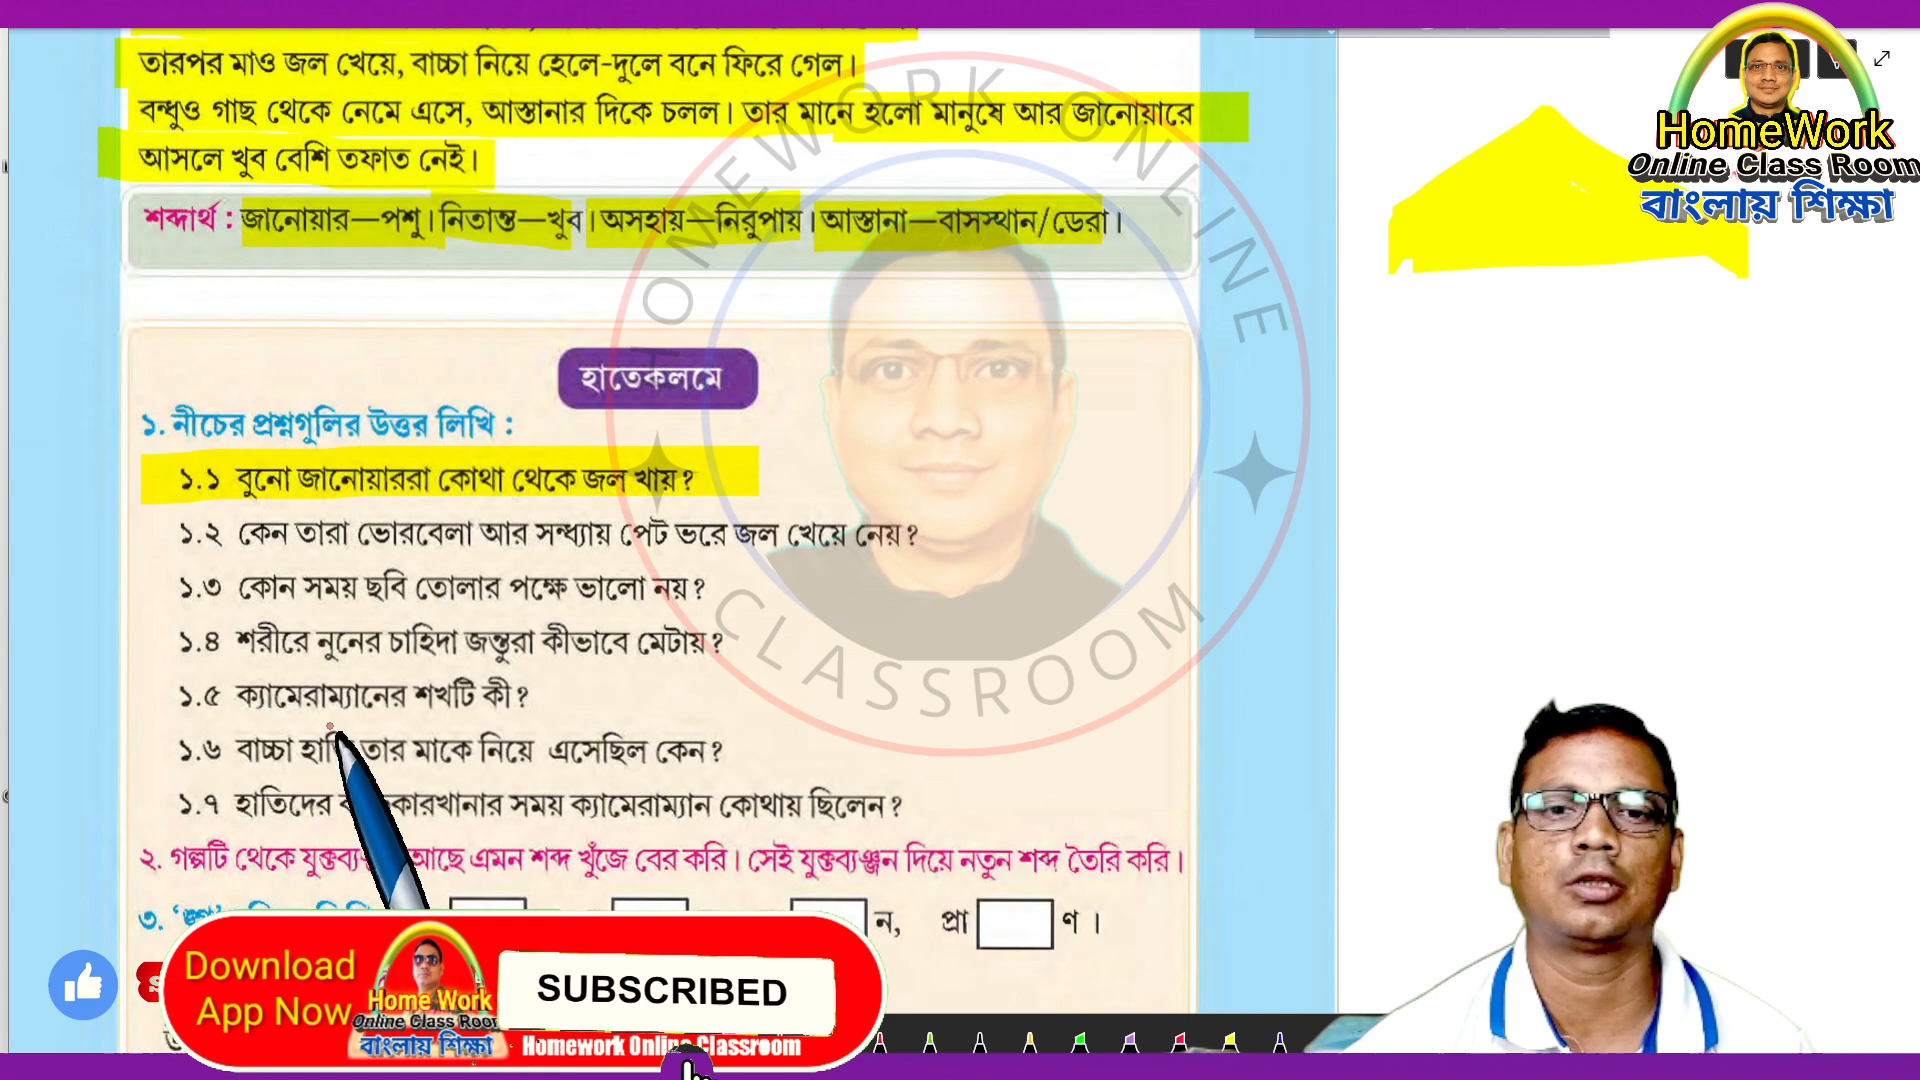 তারপর মাও জল খেয়ে, বাচ্চা নিয়ে হেলে-দুলে বনে ফিরে গেল।
বন্ধুও গাছ থেকে নেমে এসে, আস্তানার দিকে চলল। তার মানে হলো মানুষে আর জানোয়ারে
আসলে খুব বেশি তফাত নেই।
শব্দার্থ : জানোয়ার—পশু। নিতান্ত—খুব। অসহায়—নিরুপায়। আস্তানা—বাসস্থান/ডেরা।
হাতেকলমে
১. নীচের প্রশ্নগুলির উত্তর লিখি :
১.১ বুনো জানোয়াররা কোথা থেকে জল খায়?
১.২ কেন তারা ভোরবেলা আর সন্ধ্যায় পেট ভরে জল খেয়ে নেয়?
১.৩ কোন সময় ছবি তোলার পক্ষে ভালো নয়?
১.৪ শরীরে নুনের চাহিদা জন্তুরা কীভাবে মেটায়?
১.৫ ক্যামেরাম্যানের শখটি কী?
১.৬ বাচ্চা তার মাকে নিয়ে এসেছিল কেন?
১.৭ হাতিদের সময় ক্যামেরাম্যান কোথায় ছিলেন?
২. গল্পটি থেকে আছে এমন শব্দ খুঁজে বের করি। সেই যুক্তব্যঞ্জন দিয়ে নতুন শব্দ তৈরি করি।
৩. ন, প্রা ণ।
HomeWork
Online Class Room
বাংলায় শিক্ষা
HOMEWORK ONLINE
CLASSROOM
Download
App Now
Home Work
Online Class Room
বাংলায় শিক্ষা
SUBSCRIBED
Homework Online Classroom